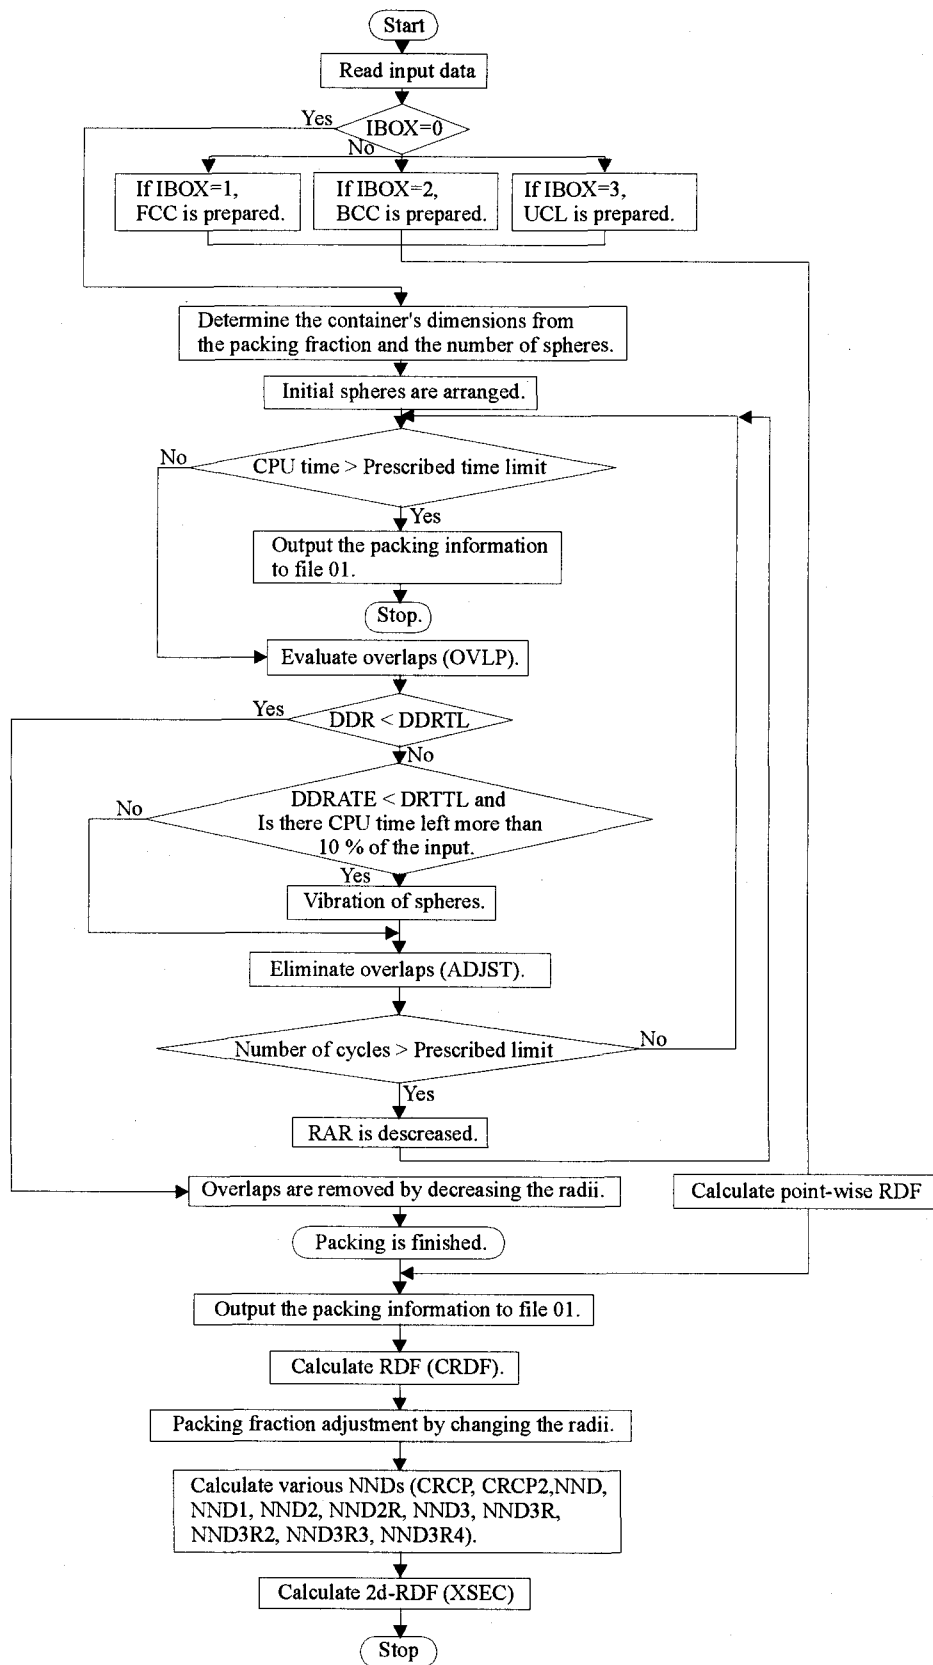 Start
Read input data
Yes
IBOX=0
No
If IBOX=1,
FCC is prepared.
If IBOX=2,
BCC is prepared.
If IBOX=3,
UCL is prepared.
Determine the container's dimensions from
the packing fraction and the number of spheres.
Initial spheres are arranged.
No
CPU time > Prescribed time limit
Yes
Output the packing information
to file 01.
Stop.
Evaluate overlaps (OVLP).
Yes
DDR < DDRTL
No
No
DDRATE < DRTTL and
Is there CPU time left more than
10 % of the input.
Yes
Vibration of spheres.
Eliminate overlaps (ADJST).
Number of cycles > Prescribed limit
No
Yes
RAR is descreased.
Overlaps are removed by decreasing the radii.
Calculate point-wise RDF
Packing is finished.
Output the packing information to file 01.
Calculate RDF (CRDF).
Packing fraction adjustment by changing the radii.
Calculate various NNDs (CRCP, CRCP2,NND,
NND1, NND2, NND2R, NND3, NND3R,
NND3R2, NND3R3, NND3R4).
Calculate 2d-RDF (XSEC)
Stop